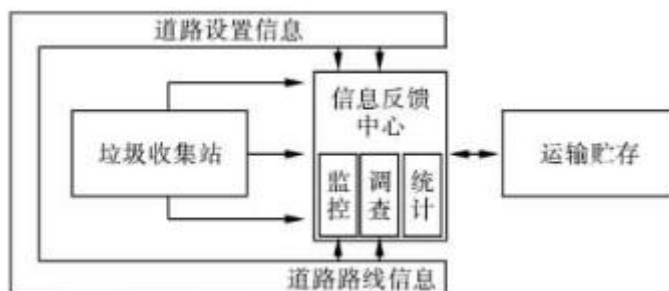 道路设置信息
信息反馈
中心
垃圾收集站
监控
调查
统计
运输贮存
道路路线信息